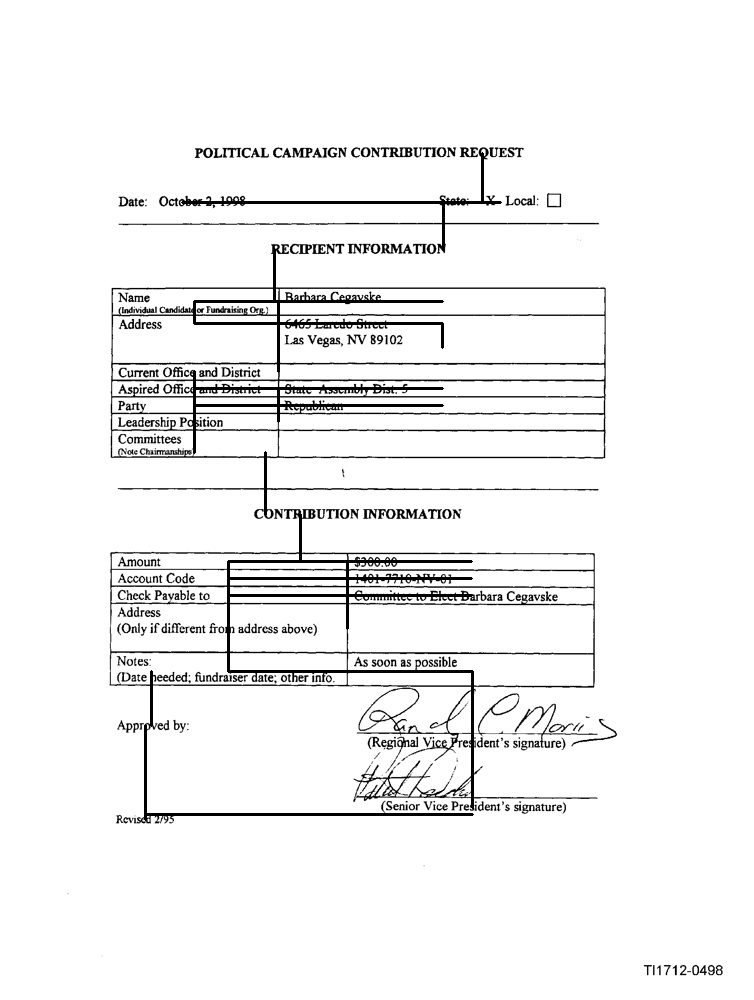 POLITICAL CAMPAIGN CONTRIBUTION REQUEST
Date: October 2, 1998 State: X Local:
RECIPIENT INFORMATION
Name Barbara Cegavske
(Individual Candidate or Fundraising Org.)
Address 6465 Laredo Street
Las Vegas, NV 89102
Current Office and District
Aspired Office and District State Assembly Dist. 5
Party Republican
Leadership Position
Committees
(Note Chairmanships)
CONTRIBUTION INFORMATION
Amount $300.00
Account Code 1401-7710-NV-01
Check Payable to Committee to Elect Barbara Cegavske
Address
(Only if different from address above)
Notes: As soon as possible
(Date needed; fundraiser date; other info.
Approved by:
(Regional Vice President's signature)
(Senior Vice President's signature)
Revised 2/95
TI1712-0498